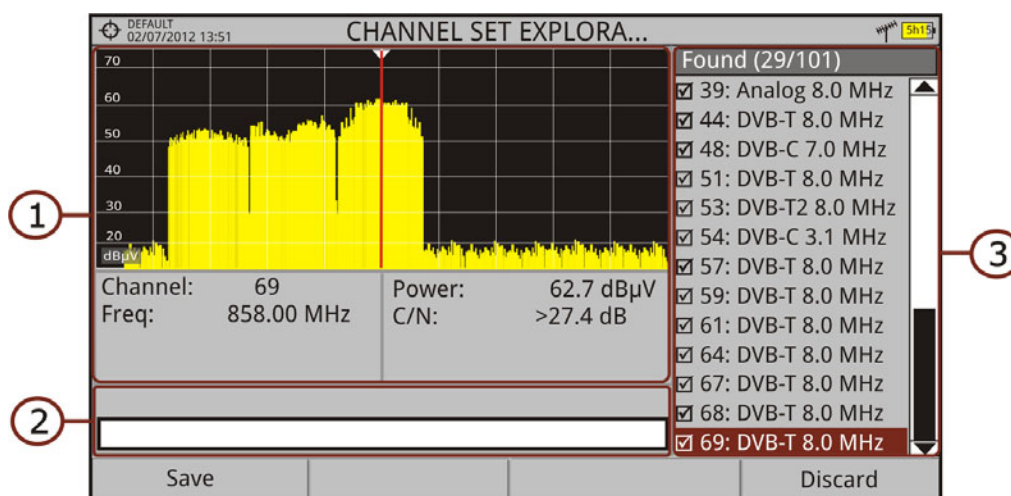 DEFAULT
02/07/2012 13:51
CHANNEL SET EXPLORA...
5h15
70
60
50
40
30
20
dBµV
Channel: 69
Freq: 858.00 MHz
Power: 62.7 dBµV
C/N: >27.4 dB
Found (29/101)
39: Analog 8.0 MHz
44: DVB-T 8.0 MHz
48: DVB-C 7.0 MHz
51: DVB-T 8.0 MHz
53: DVB-T2 8.0 MHz
54: DVB-C 3.1 MHz
57: DVB-T 8.0 MHz
59: DVB-T 8.0 MHz
61: DVB-T 8.0 MHz
64: DVB-T 8.0 MHz
67: DVB-T 8.0 MHz
68: DVB-T 8.0 MHz
69: DVB-T 8.0 MHz
1
2
3
Save
Discard